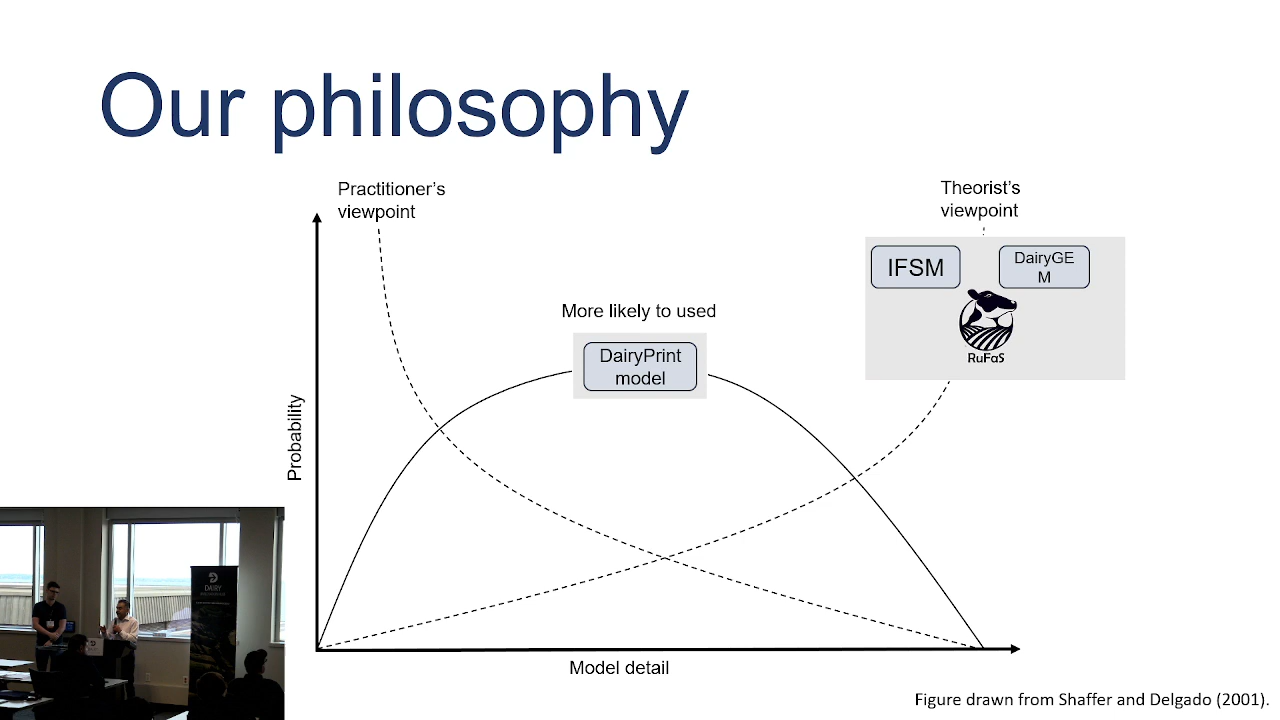 Our philosophy
Practitioner's
viewpoint
Theorist's
viewpoint
IFSM
DairyGE
M
RuFaS
More likely to used
DairyPrint
model
Probability
Model detail
DAIRY
Figure drawn from Shaffer and Delgado (2001).